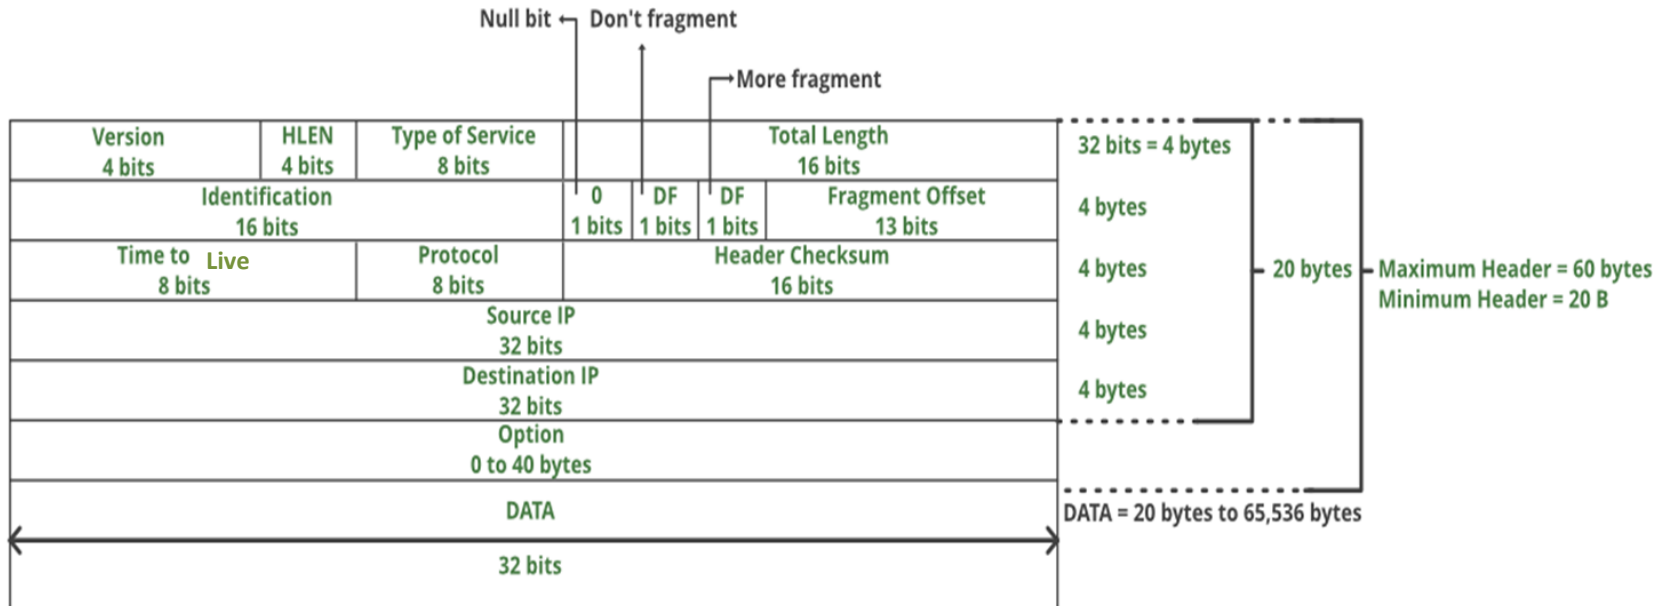 Null bit
Don't fragment
More fragment
Version
4 bits
HLEN
4 bits
Type of Service
8 bits
Total Length
16 bits
32 bits = 4 bytes
Identification
16 bits
0
1 bits
DF
1 bits
DF
1 bits
Fragment Offset
13 bits
4 bytes
Time to Live
8 bits
Protocol
8 bits
Header Checksum
16 bits
4 bytes
20 bytes
Maximum Header = 60 bytes
Minimum Header = 20 B
Source IP
32 bits
4 bytes
Destination IP
32 bits
4 bytes
Option
0 to 40 bytes
DATA
DATA = 20 bytes to 65,536 bytes
32 bits